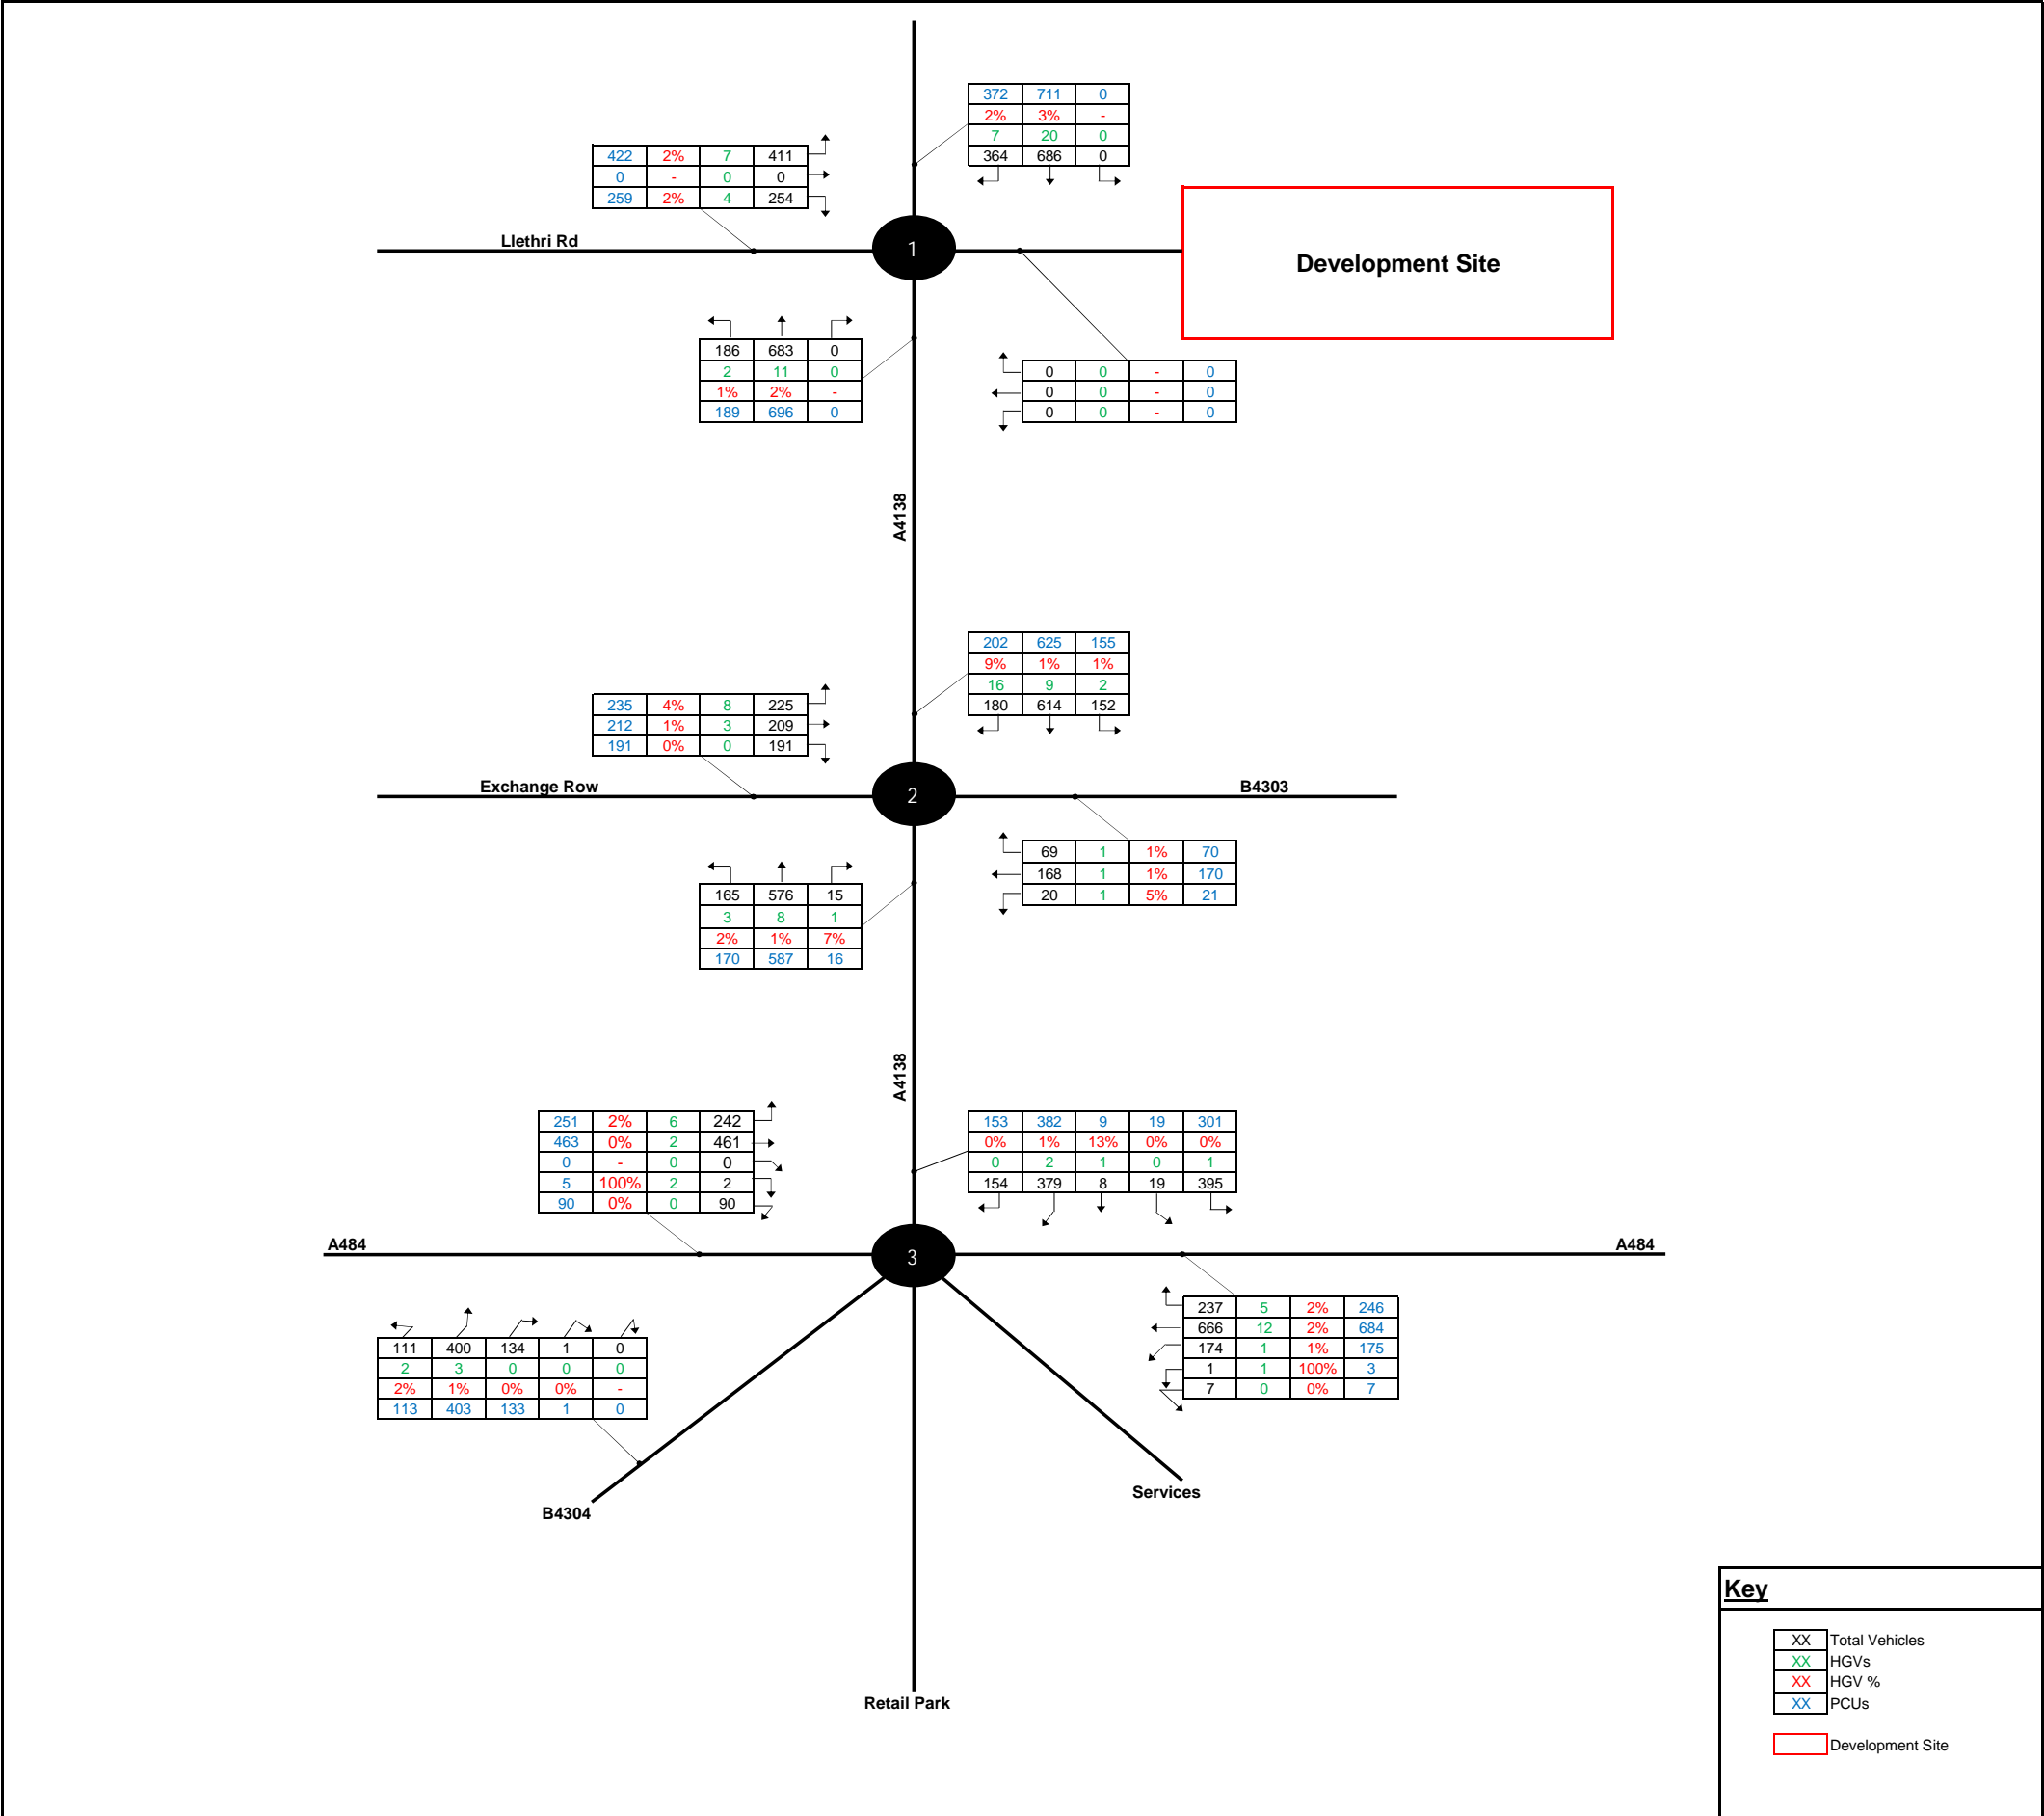 372 711 0
2% 3% -
7 20 0
364 686 0
422 2% 7 411
0 - 0 0
259 2% 4 254
Llethri Rd
1
Development Site
186 683 0
2 11 0
1% 2% -
189 696 0
0 0 - 0
0 0 - 0
0 0 - 0
A4138
202 625 155
9% 1% 1%
16 9 2
180 614 152
235 4% 8 225
212 1% 3 209
191 0% 0 191
Exchange Row
2
B4303
69 1 1% 70
168 1 1% 170
20 1 5% 21
165 576 15
3 8 1
2% 1% 7%
170 587 16
A4138
251 2% 6 242
463 0% 2 461
0 - 0 0
5 100% 2 2
90 0% 0 90
153 382 9 19 301
0% 1% 13% 0% 0%
0 2 1 0 1
154 379 8 19 395
A484
3
A484
237 5 2% 246
666 12 2% 684
174 1 1% 175
1 1 100% 3
7 0 0% 7
111 400 134 1 0
2 3 0 0 0
2% 1% 0% 0% -
113 403 133 1 0
B4304
Services
Retail Park
Key
XX Total Vehicles
XX HGVs
XX HGV %
XX PCUs
Development Site